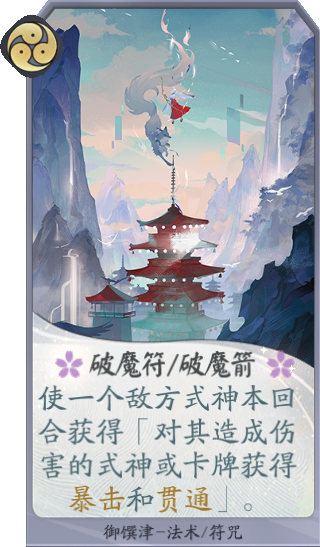 破魔符/破魔箭
使一个敌方式神本回
合获得「对其造成伤
害的式神或卡牌获得
暴击和贯通」。
御馔津-法术/符咒